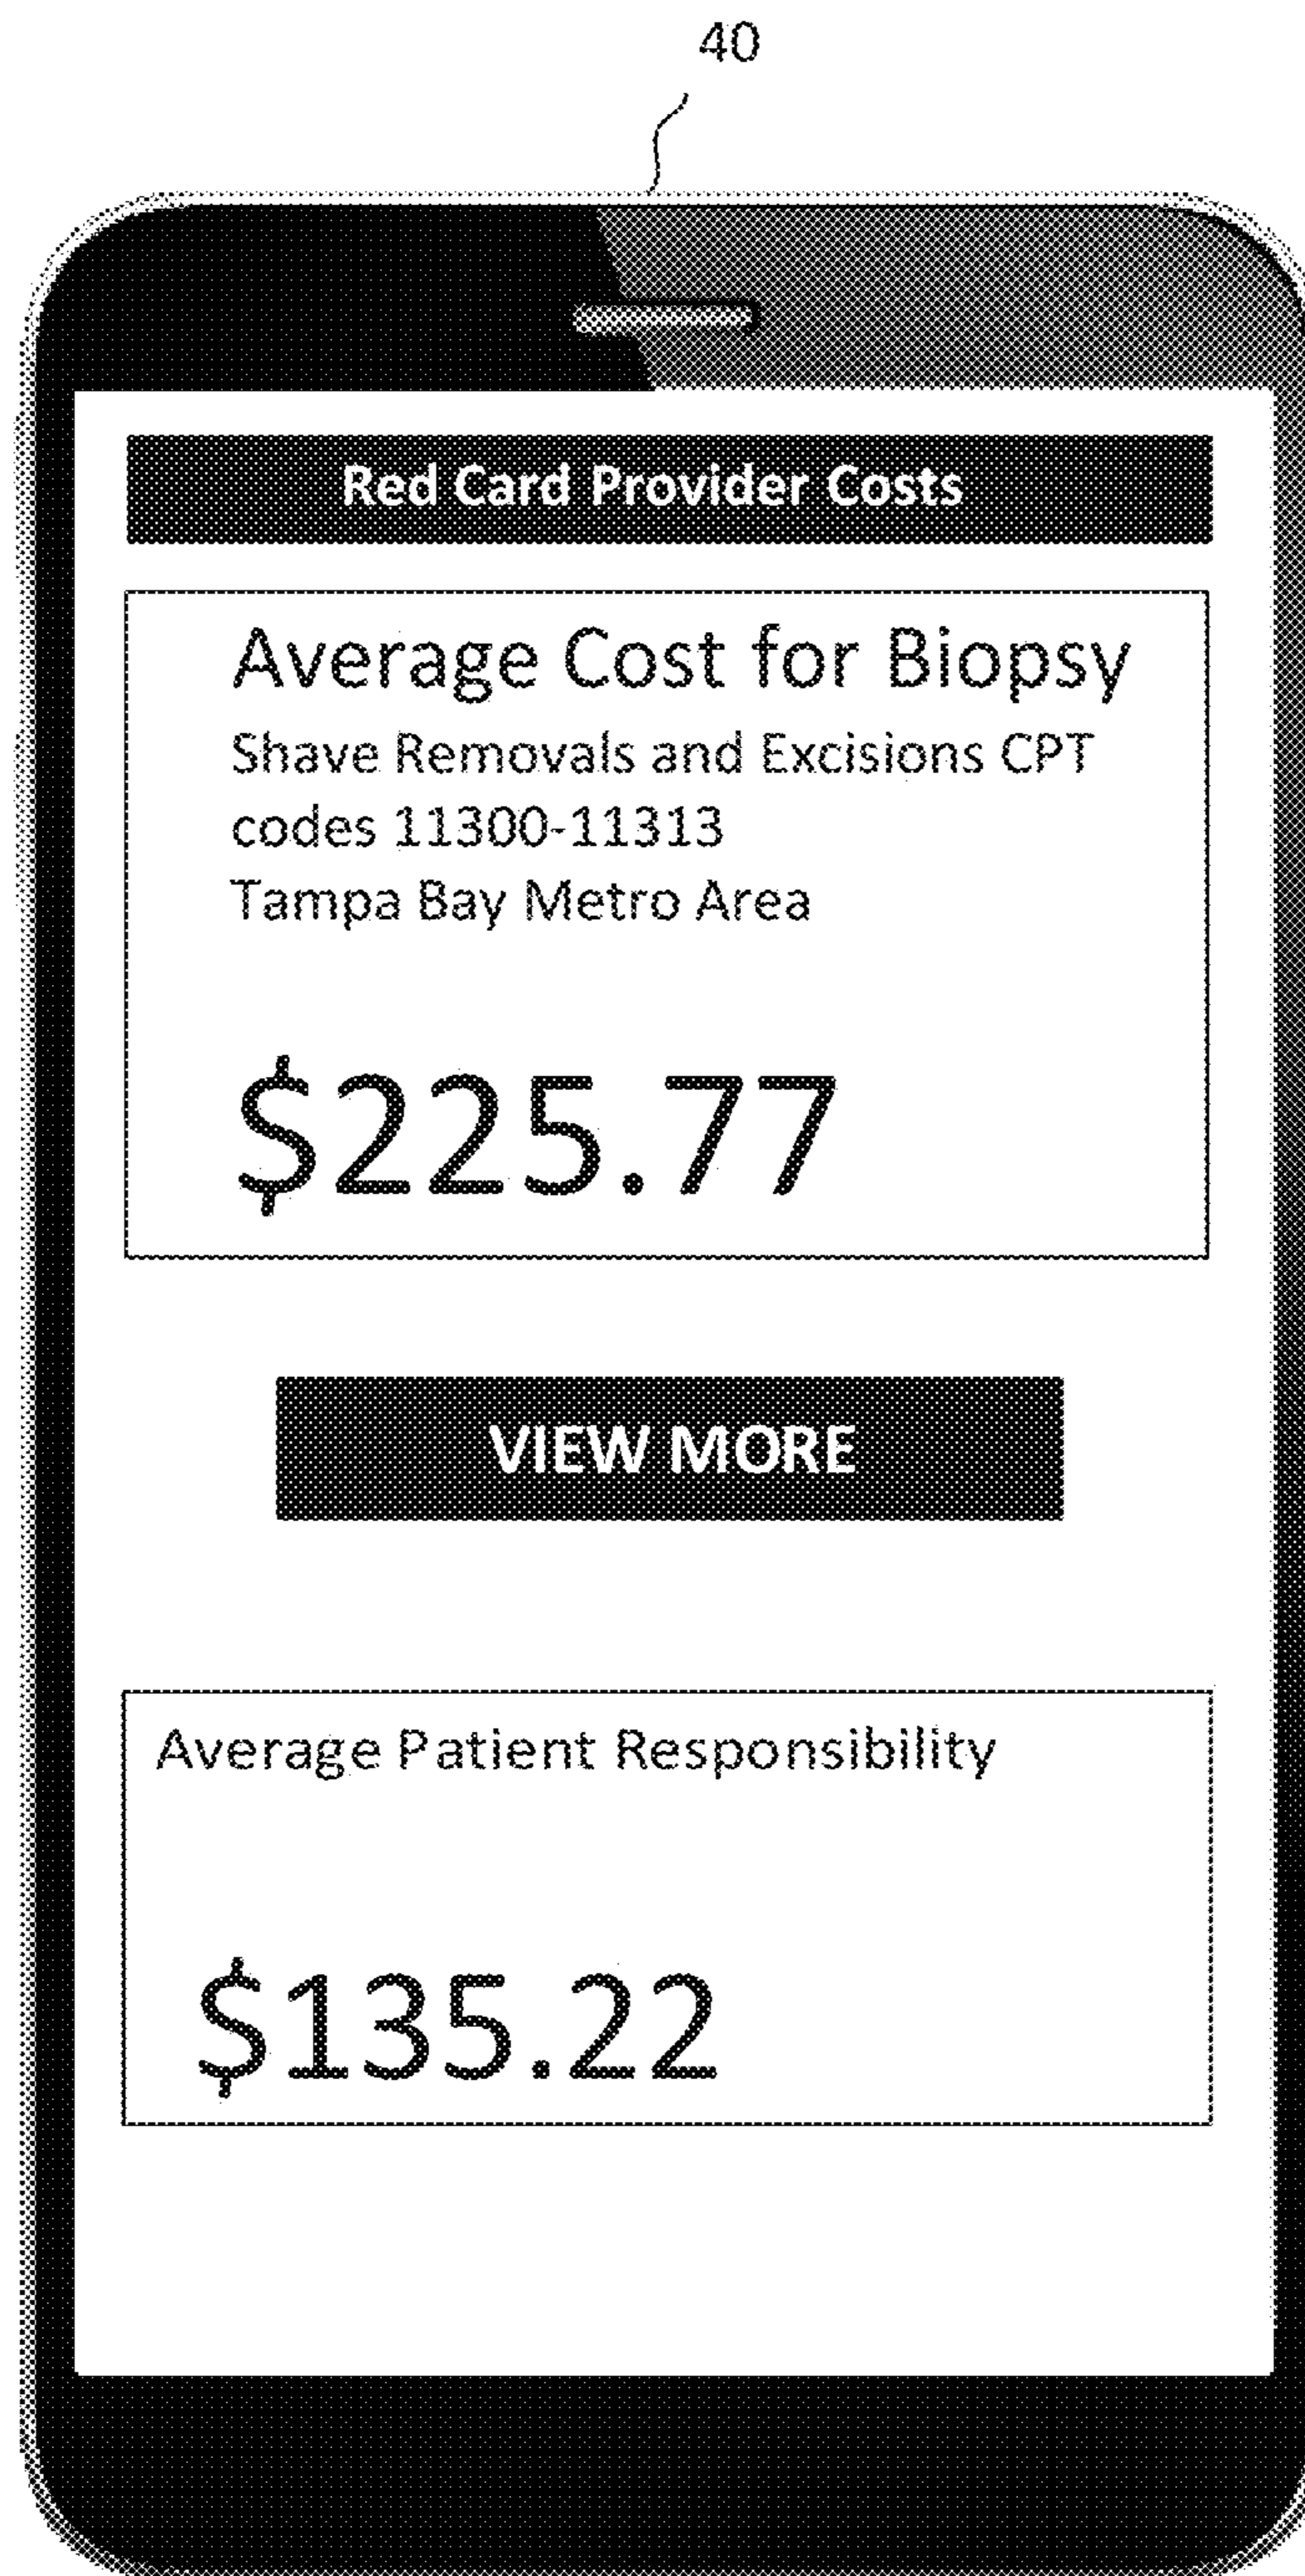 40
Red Card Provider Costs
Average Cost for Biopsy
Shave Removals and Excisions CPT
codes 11300-11313
Tampa Bay Metro Area
$225.77
VIEW MORE
Average Patient Responsibility
$135.22